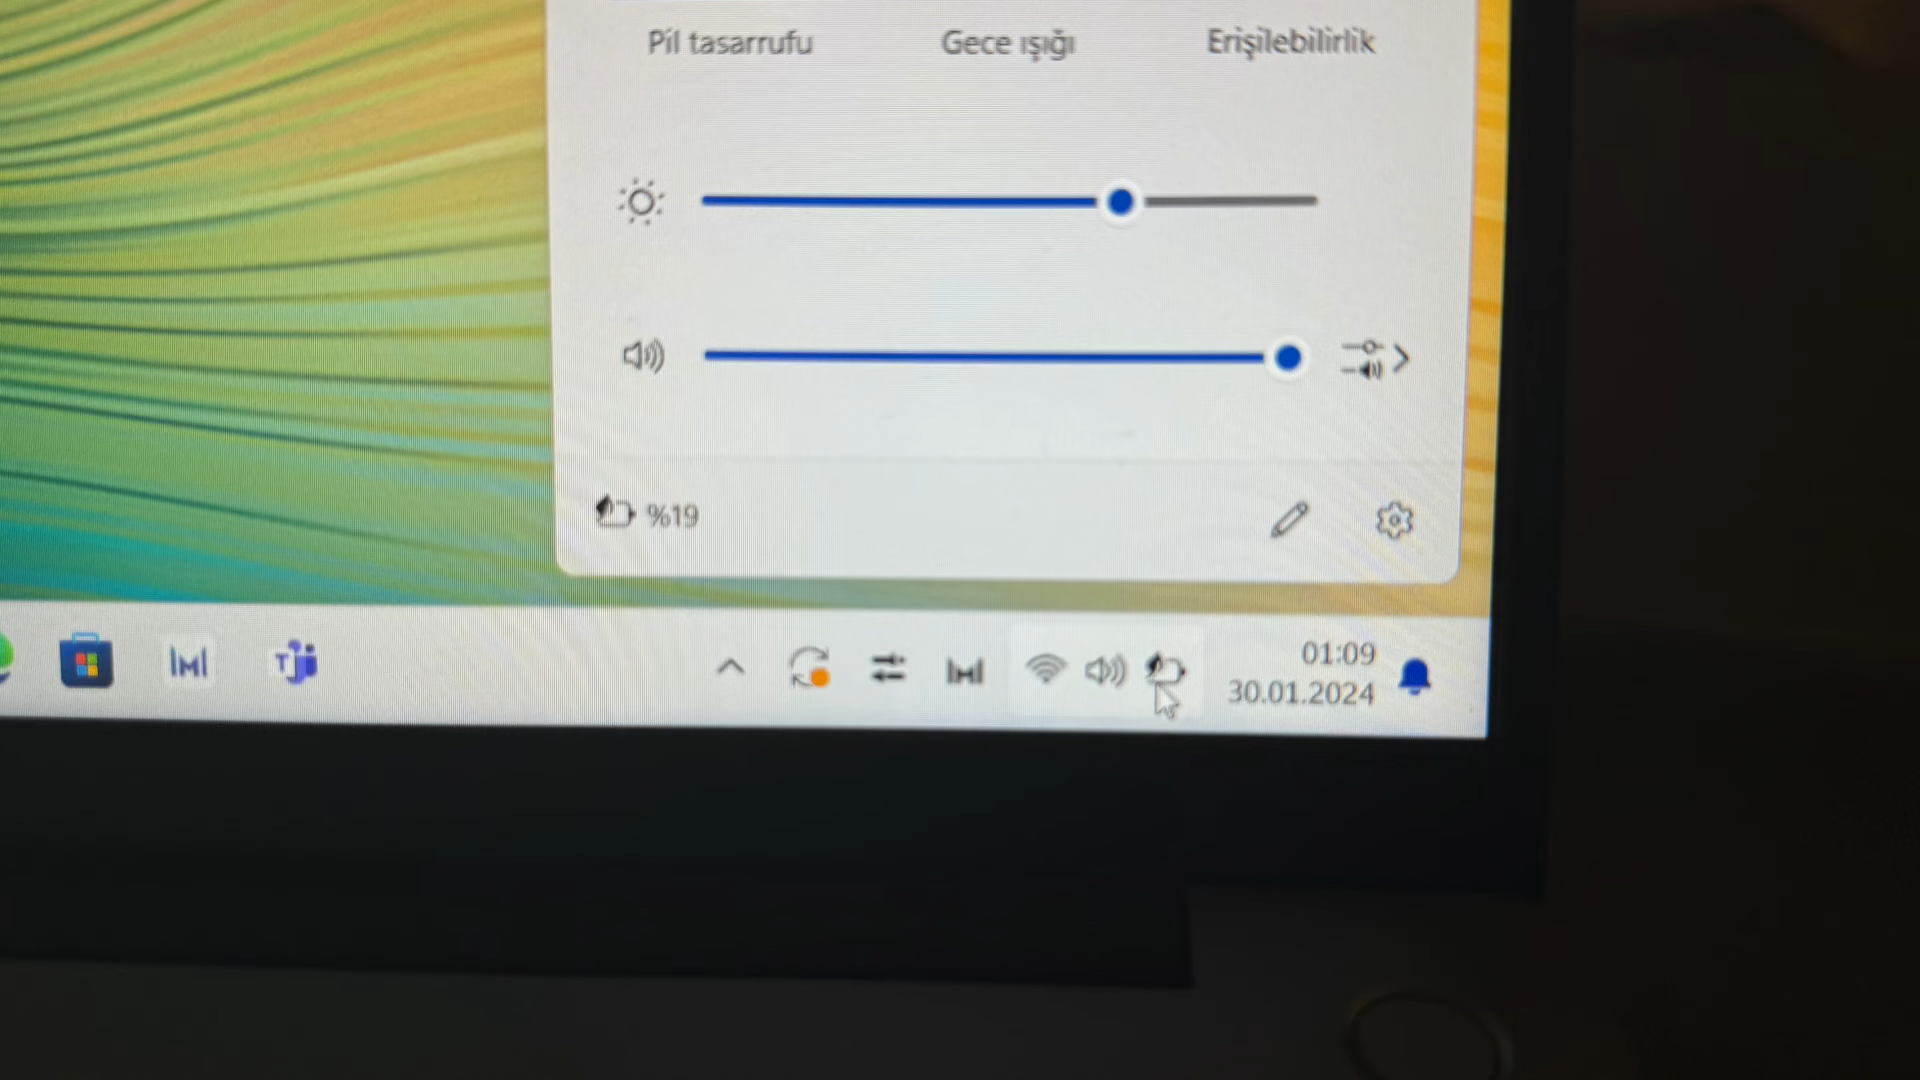 Pil tasarrufu
Gece ışığı
Erişilebilirlik
%19
01:09
30.01.2024